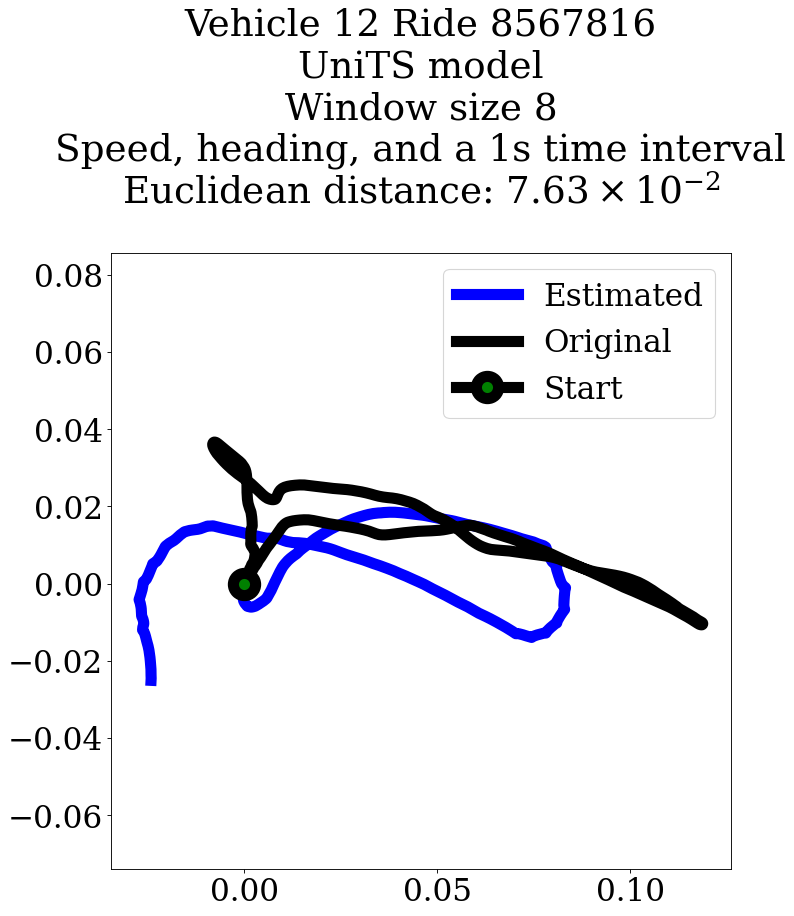 Vehicle 12 Ride 8567816
UniTS model
Window size 8
Speed, heading, and a 1s time interval
Euclidean distance: 7.63 × 10⁻²
Estimated
Original
Start
0.08
0.06
0.04
0.02
0.00
−0.02
−0.04
−0.06
0.00 0.05 0.10